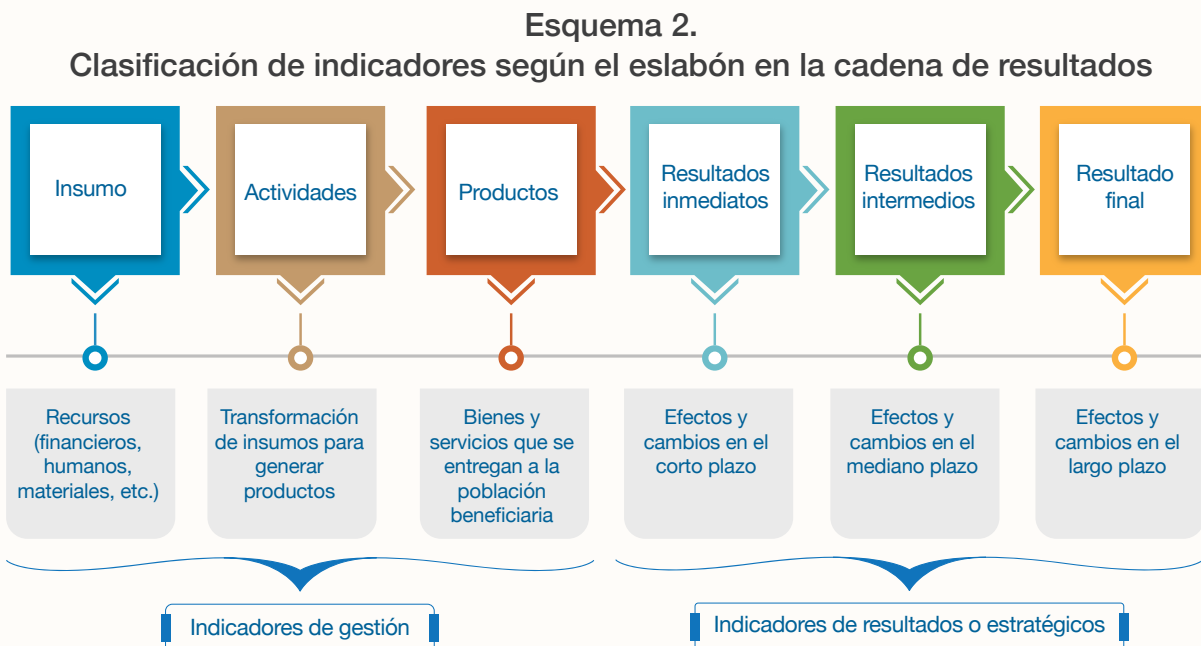 Esquema 2.
Clasificación de indicadores según el eslabón en la cadena de resultados
Insumo
Actividades
Productos
Resultados
inmediatos
Resultados
intermedios
Resultado
final
Recursos
(financieros,
humanos,
materiales, etc.)
Transformación
de insumos para
generar
productos
Bienes y
servicios que se
entregan a la
población
beneficiaria
Efectos y
cambios en el
corto plazo
Efectos y
cambios en el
mediano plazo
Efectos y
cambios en el
largo plazo
Indicadores de gestión
Indicadores de resultados o estratégicos